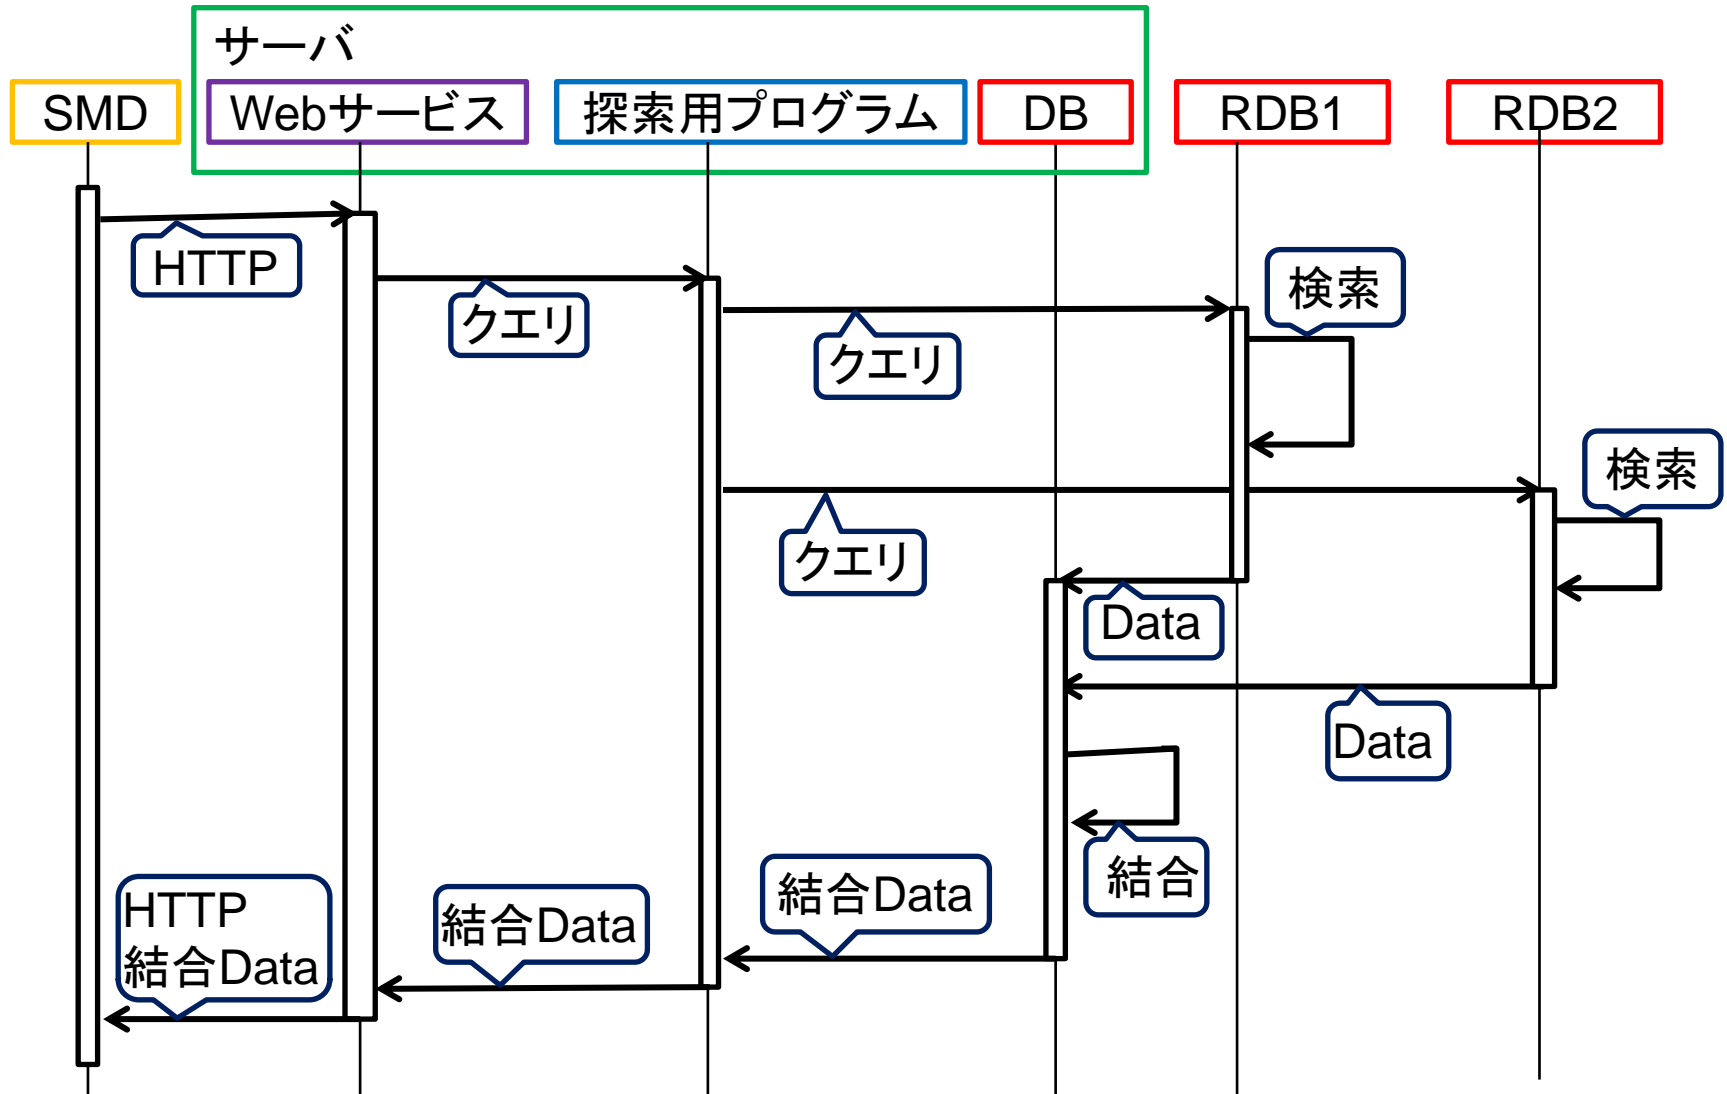 サーバ
SMD
Webサービス
探索用プログラム
DB
RDB1
RDB2
HTTP
クエリ
クエリ
検索
クエリ
検索
Data
Data
結合
結合Data
結合Data
HTTP
結合Data